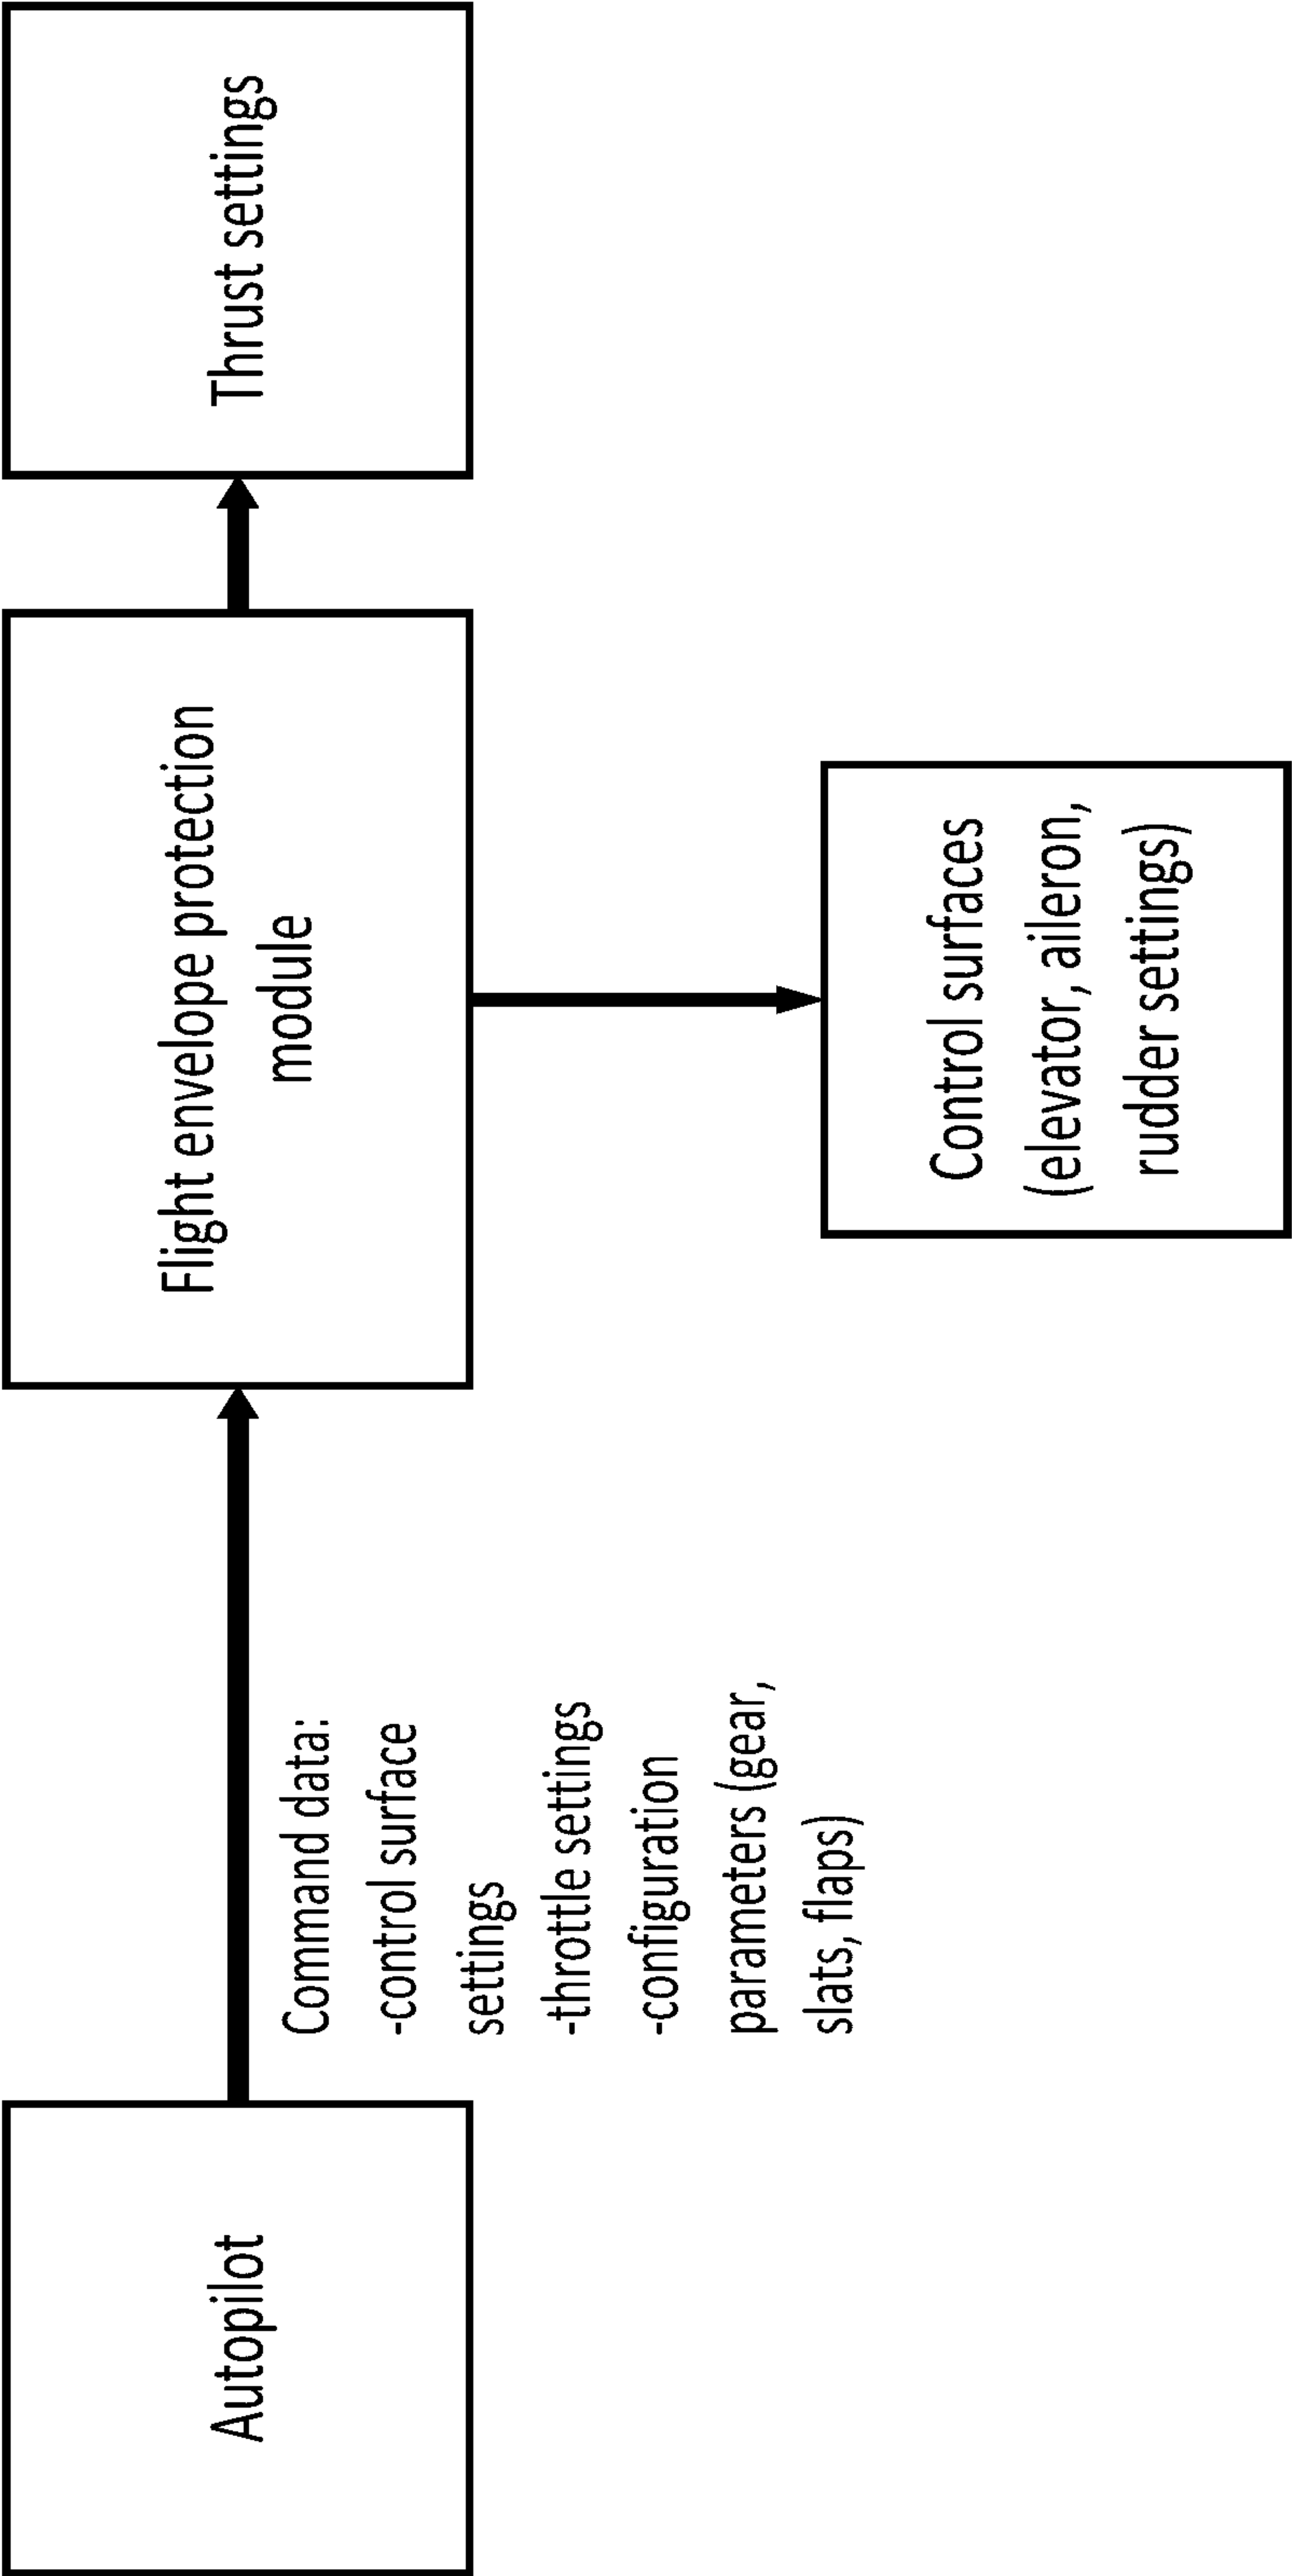 Autopilot
Command data:
-control surface
settings
-throttle settings
-configuration
parameters (gear,
slats, flaps)
Flight envelope protection
module
Control surfaces
(elevator, aileron,
rudder settings)
Thrust settings